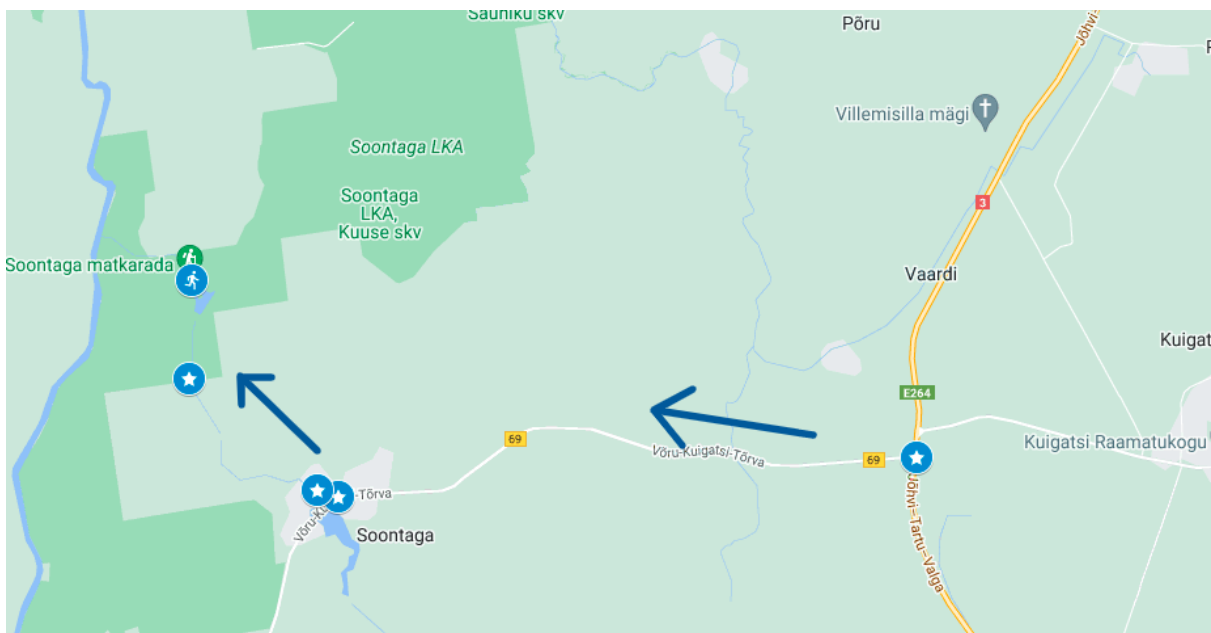 Sauniku skv
Põru
Jõhvi-
Villemisilla mägi
Soontaga LKA
Soontaga
LKA,
Kuuse skv
3
Soontaga matkarada
Vaardi
Kuigat
E264
69
Võru-Kuigatsi-Tõrva
69
Kuigatsi Raamatukogu
Võru-Ku
-Tõrva
Soontaga
Jõhvi-Tartu-Valga